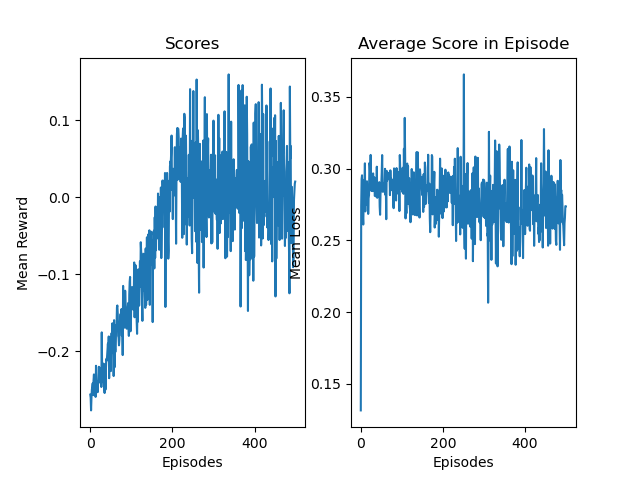 Scores
Mean Reward
0.1
0.0
−0.1
−0.2
0
200
400
Episodes
Average Score in Episode
Mean Loss
0.35
0.30
0.25
0.20
0.15
0
200
400
Episodes